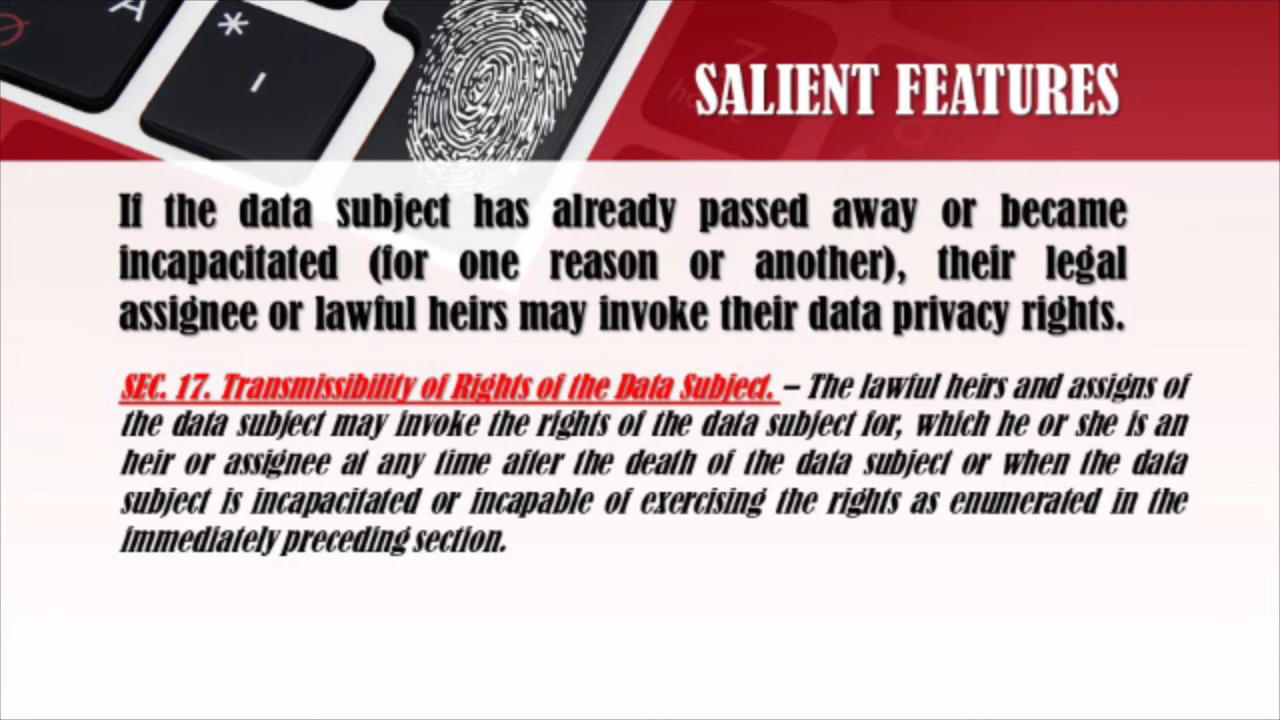 A
*
-
SALIENT FEATURES
If the data subject has already passed away or became
incapacitated (for one reason or another), their legal
assignee or lawful heirs may invoke their data privacy rights.
SEC. 17. Transmissibility of Rights of the Data Subject. – The lawful heirs and assigns of
the data subject may invoke the rights of the data subject for, which he or she is an
heir or assignee at any time after the death of the data subject or when the data
subject is incapacitated or incapable of exercising the rights as enumerated in the
immediately preceding section.